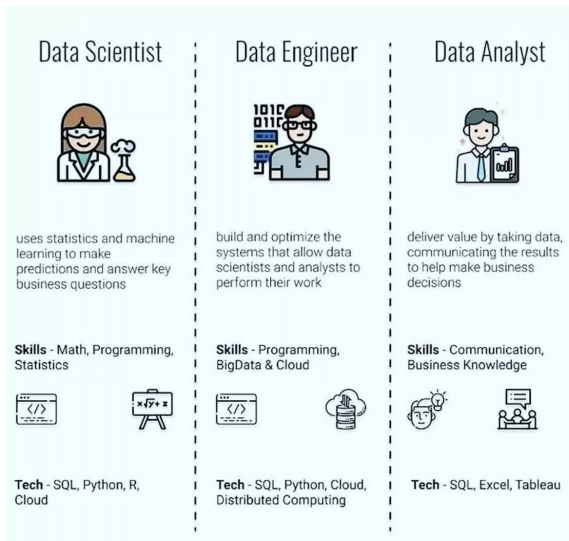 Data Scientist
uses statistics and machine
learning to make
predictions and answer key
business questions
Skills - Math, Programming,
Statistics
</>
x√y+z
Tech - SQL, Python, R,
Cloud
Data Engineer
101C
011C
build and optimize the
systems that allow data
scientists and analysts to
perform their work
Skills - Programming,
BigData & Cloud
</>
Tech - SQL, Python, Cloud,
Distributed Computing
Data Analyst
deliver value by taking data,
communicating the results
to help make business
decisions
Skills - Communication,
Business Knowledge
Tech - SQL, Excel, Tableau